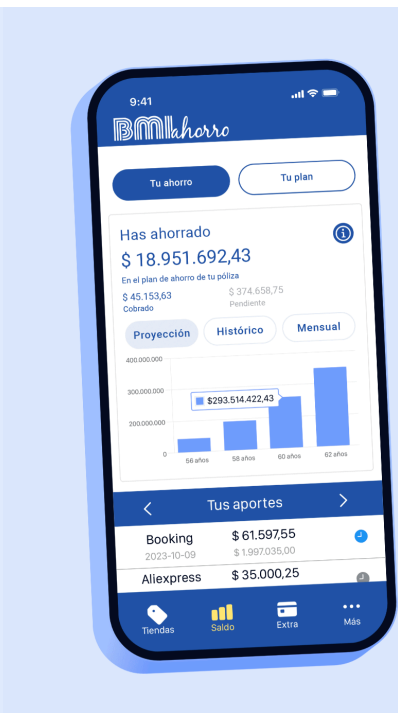 9:41
BMIahorro
Tu ahorro
Tu plan
Has ahorrado
$ 18.951.692,43
En el plan de ahorro de tu póliza
$ 45.153,63
Cobrado
$ 374.658,75
Pendiente
Proyección
Histórico
Mensual
400.000.000
300.000.000
200.000.000
0
$293.514.422,43
56 años
58 años
60 años
62 años
Tus aportes
Booking
$ 61.597,55
2023-10-09
$ 1.997.035,00
Aliexpress
$ 35.000,25
Tiendas
Saldo
Extra
Más